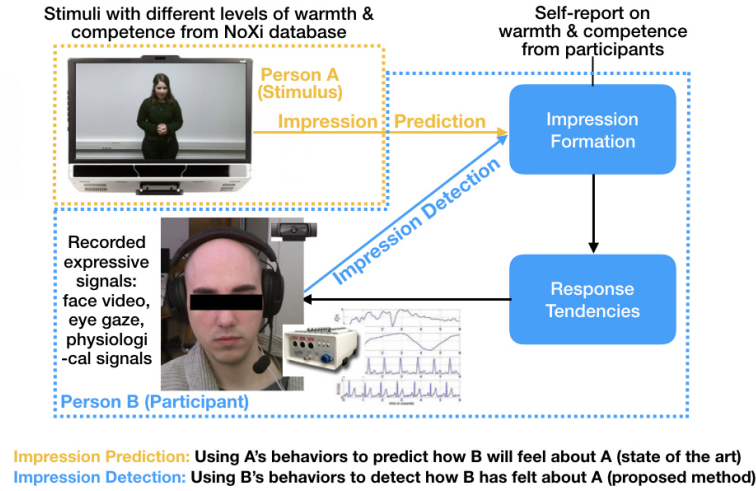 Stimuli with different levels of warmth &
competence from NoXi database
Self-report on
warmth & competence
from participants
Person A
(Stimulus)
Impression Prediction
Impression
Formation
Impression Detection
Recorded
expressive
signals:
face video,
eye gaze,
physiologi
-cal signals
Response
Tendencies
Person B (Participant)
Impression Prediction: Using A's behaviors to predict how B will feel about A (state of the art)
Impression Detection: Using B's behaviors to detect how B has felt about A (proposed method)